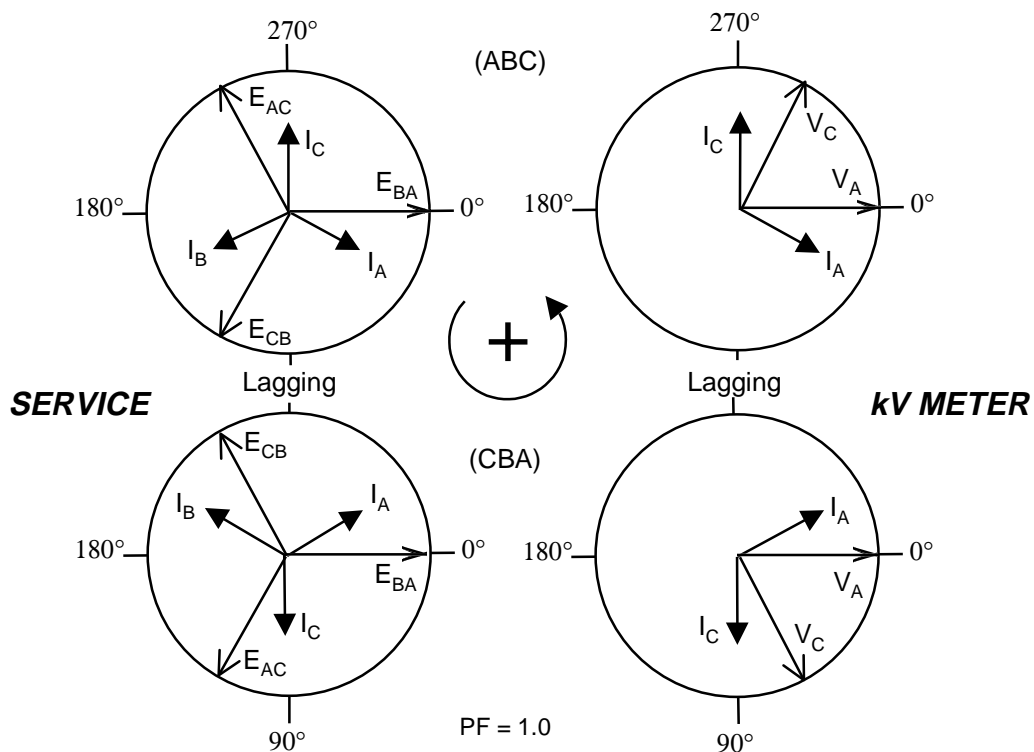 270°
(ABC)
270°
E_AC
I_C
E_BA
180°
0°
I_B
I_A
E_CB
I_C
V_C
V_A
180°
0°
I_A
+
Lagging
Lagging
SERVICE
kV METER
(CBA)
E_CB
I_B
I_A
180°
0°
E_BA
I_C
E_AC
90°
I_A
180°
0°
V_A
I_C
V_C
90°
PF = 1.0